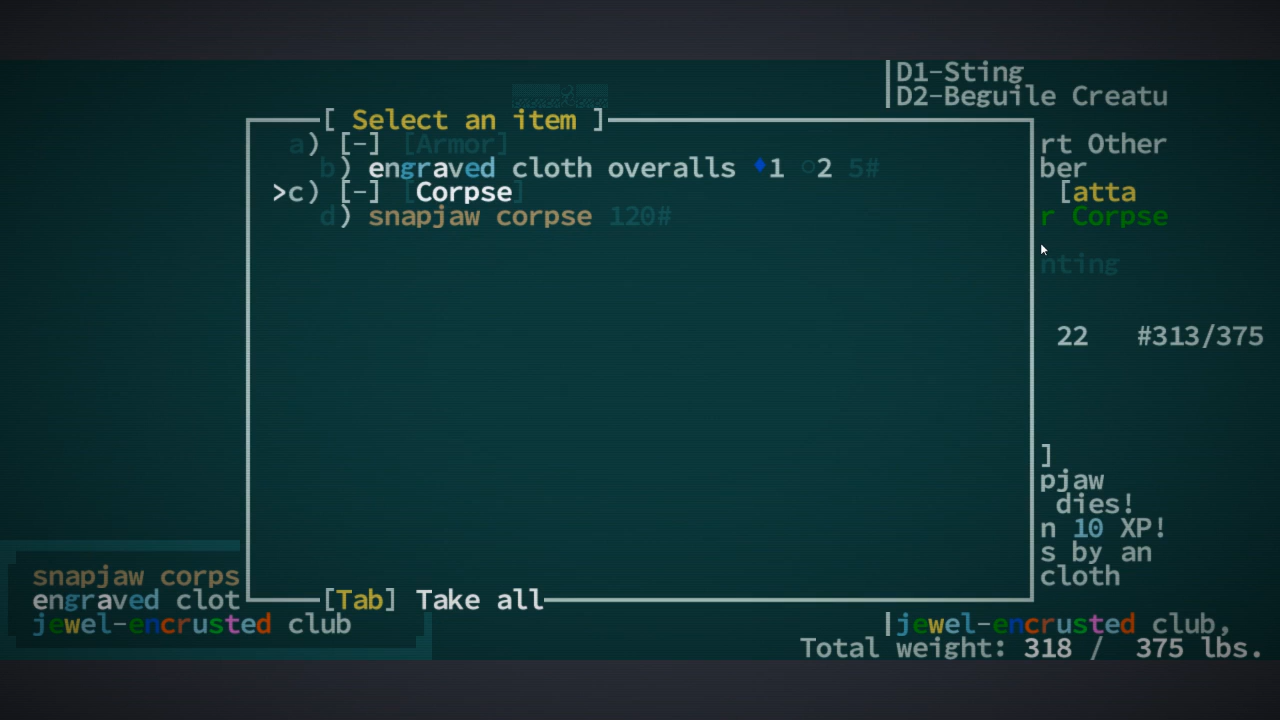 D1-Sting
D2-Beguile Creatu
[ Select an item ]
a) [-] [Armor]
b) engraved cloth overalls ♦1 ○2 5#
>c) [-] [Corpse]
d) snapjaw corpse 120#
rt Other
ber
[atta
r Corpse
nting
22 #313/375
]
pjaw
dies!
n 10 XP!
s by an
cloth
snapjaw corps
engraved clot
jewel-encrusted club
[Tab] Take all
jewel-encrusted club,
Total weight: 318 / 375 lbs.